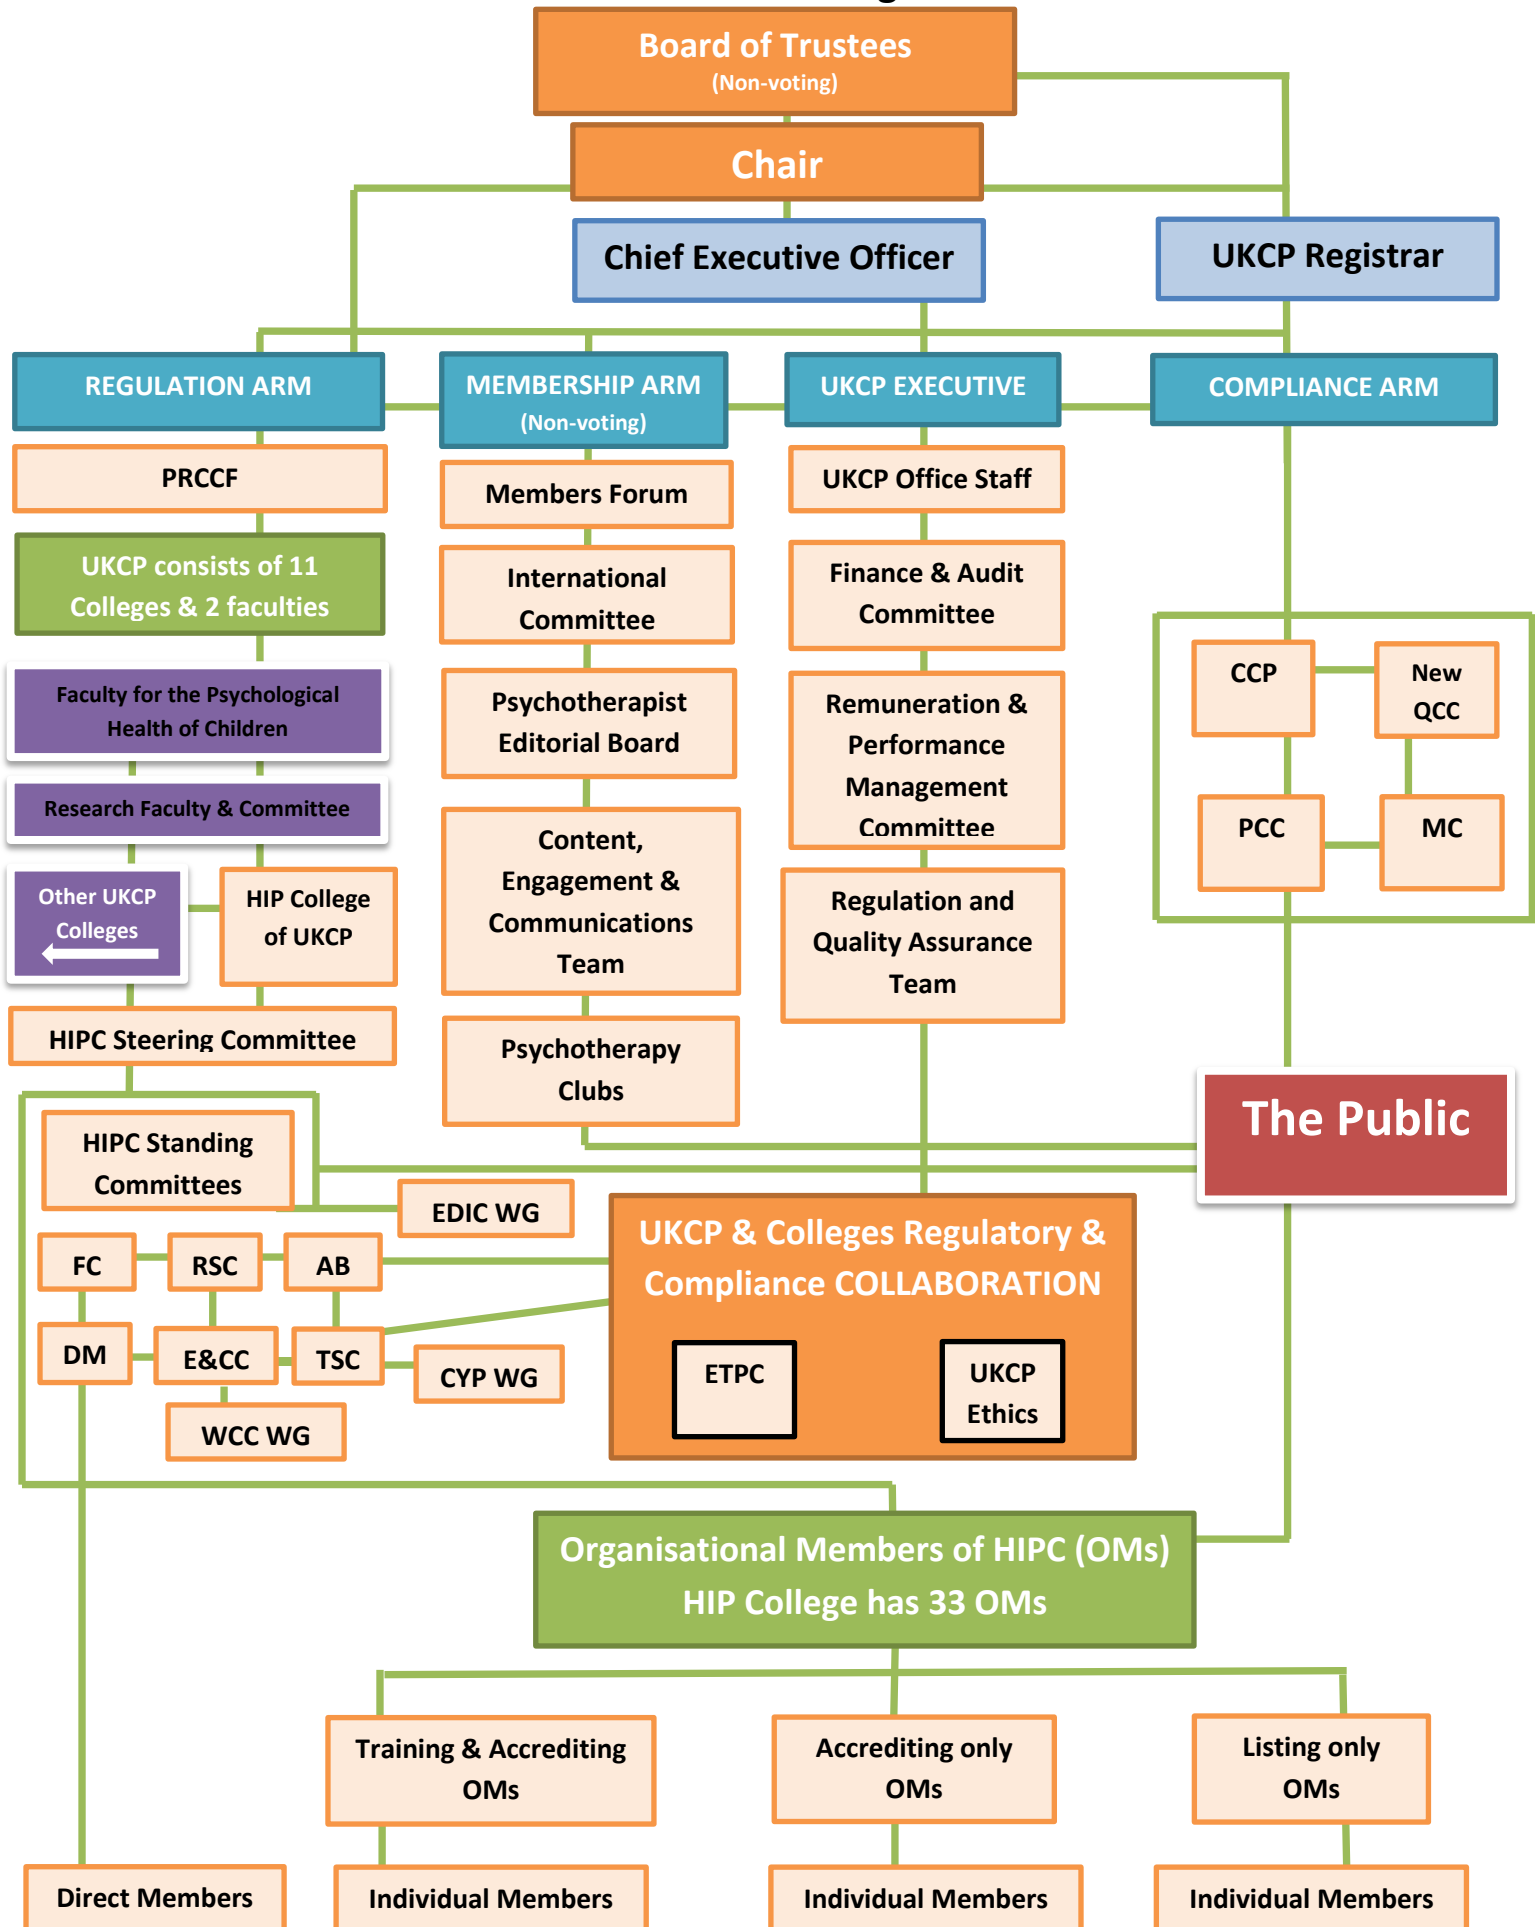 Board of Trustees
(Non-voting)
Chair
Chief Executive Officer
UKCP Registrar
REGULATION ARM
MEMBERSHIP ARM
(Non-voting)
UKCP EXECUTIVE
COMPLIANCE ARM
PRCCF
UKCP consists of 11
Colleges & 2 faculties
Faculty for the Psychological
Health of Children
Research Faculty & Committee
Other UKCP
Colleges
HIP College
of UKCP
HIPC Steering Committee
Members Forum
International
Committee
Psychotherapist
Editorial Board
Content,
Engagement &
Communications
Team
Psychotherapy
Clubs
UKCP Office Staff
Finance & Audit
Committee
Remuneration &
Performance
Management
Committee
Regulation and
Quality Assurance
Team
CCP
New
QCC
PCC
MC
The Public
HIPC Standing
Committees
EDIC WG
FC
RSC
AB
DM
E&CC
TSC
CYP WG
WCC WG
UKCP & Colleges Regulatory &
Compliance COLLABORATION
ETPC
UKCP
Ethics
Organisational Members of HIPC (OMs)
HIP College has 33 OMs
Training & Accrediting
OMs
Accrediting only
OMs
Listing only
OMs
Direct Members
Individual Members
Individual Members
Individual Members